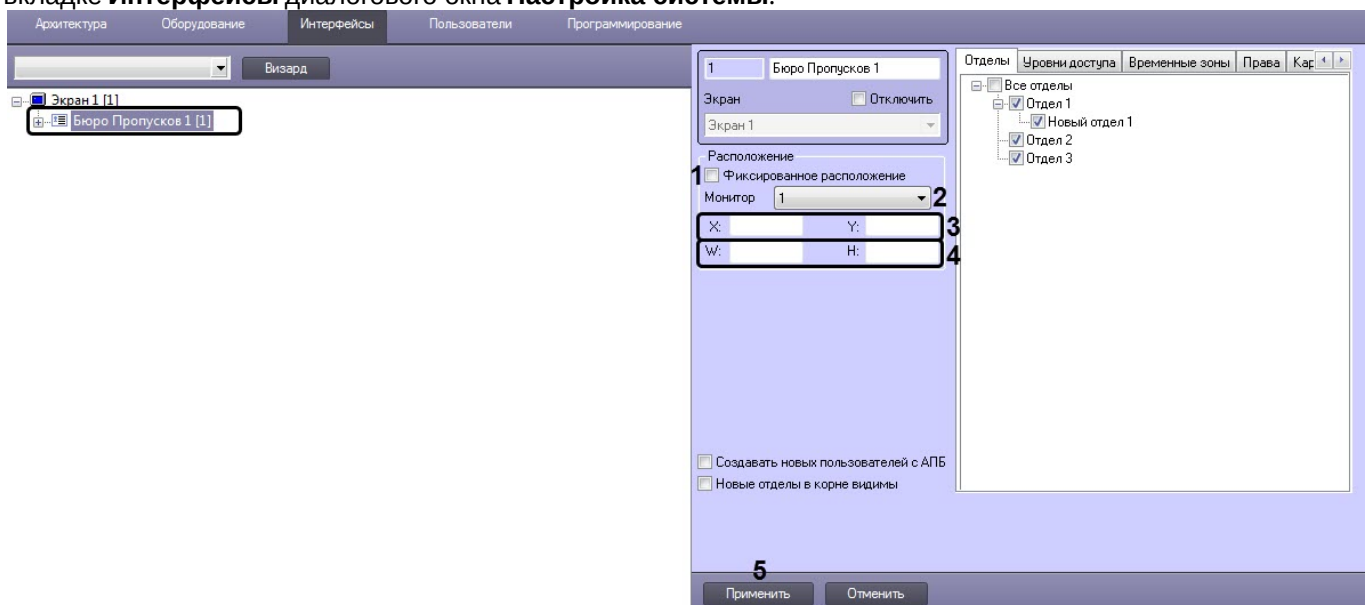 вкладке Интерфейсы диалогового окна Настройка системы.
Архитектура Оборудование Интерфейсы Пользователи Программирование
Визард
Экран 1 [1]
Бюро Пропусков 1 [1]
1 Бюро Пропусков 1
Экран Отключить
Экран 1
Расположение
1 Фиксированное расположение
Монитор 1 2
X: Y: 3
W: H: 4
Создавать новых пользователей с АПБ
Новые отделы в корне видимы
Отделы Уровни доступа Временные зоны Права Кар
Все отделы
Отдел 1
Новый отдел 1
Отдел 2
Отдел 3
5
Применить Отменить